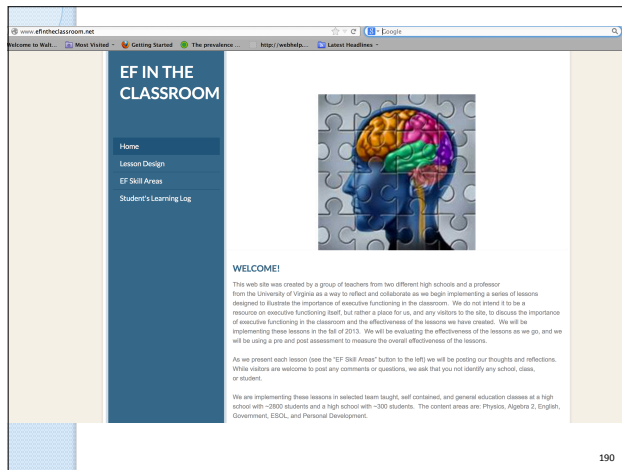 www.efintheclassroom.net
Google
Welcome to Walt... Most Visited Getting Started The prevalence ... http://webhelp... Latest Headlines
EF IN THE
CLASSROOM
Home
Lesson Design
EF Skill Areas
Student's Learning Log
WELCOME!
This web site was created by a group of teachers from two different high schools and a professor
from the University of Virginia as a way to reflect and collaborate as we begin implementing a series of lessons
designed to illustrate the importance of executive functioning in the classroom. We do not intend it to be a
resource on executive functioning itself, but rather a place for us, and any visitors to the site, to discuss the importance
of executive functioning in the classroom and the effectiveness of the lessons we have created. We will be
implementing these lessons in the fall of 2013. We will be evaluating the effectiveness of the lessons as we go, and we
will be using a pre and post assessment to measure the overall effectiveness of the lessons.
As we present each lesson (see the "EF Skill Areas" button to the left) we will be posting our thoughts and reflections.
While visitors are welcome to post any comments or questions, we ask that you not identify any school, class,
or student.
We are implementing these lessons in selected team taught, self contained, and general education classes at a high
school with ~2800 students and a high school with ~300 students. The content areas are: Physics, Algebra 2, English,
Government, ESOL, and Personal Development.
190